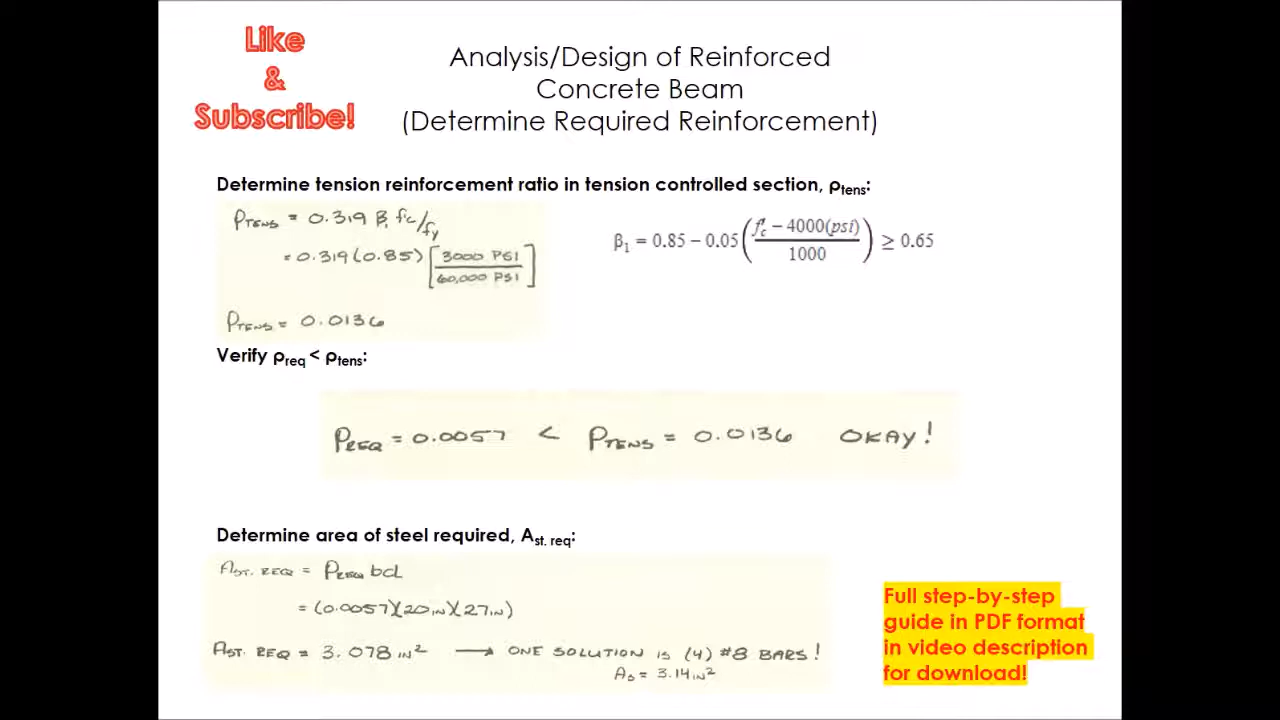 Like
&
Subscribe!
Analysis/Design of Reinforced
Concrete Beam
(Determine Required Reinforcement)
Determine tension reinforcement ratio in tension controlled section, ρtens:
ρTENS = 0.319 β1 f'c/fy
= 0.319(0.85) [3000 PSI / 60,000 PSI]
ρTENS = 0.0136
β1 = 0.85 − 0.05 ((f'c − 4000(psi)) / 1000) ≥ 0.65
Verify ρreq < ρtens:
ρREQ = 0.0057 < ρTENS = 0.0136 OKAY!
Determine area of steel required, Ast. req:
AST. REQ = ρREQ bd
= (0.0057)(20 IN)(27 IN)
AST. REQ = 3.078 IN² → ONE SOLUTION IS (4) #8 BARS!
AS = 3.14 IN²
Full step-by-step
guide in PDF format
in video description
for download!